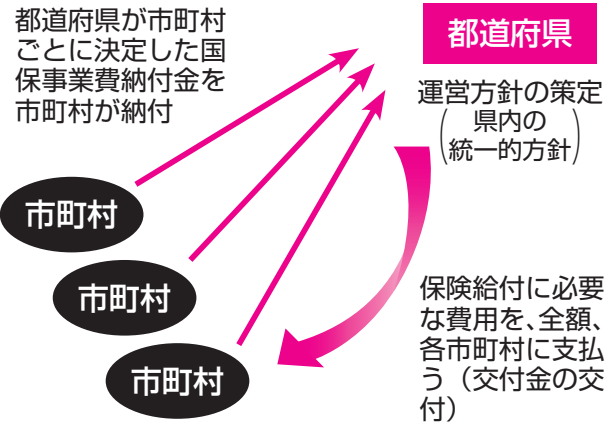 都道府県が市町村
ごとに決定した国
保事業費納付金を
市町村が納付
都道府県
運営方針の策定
(県内の
統一的方針)
市町村
市町村
市町村
保険給付に必要
な費用を、全額、
各市町村に支払
う（交付金の交
付）